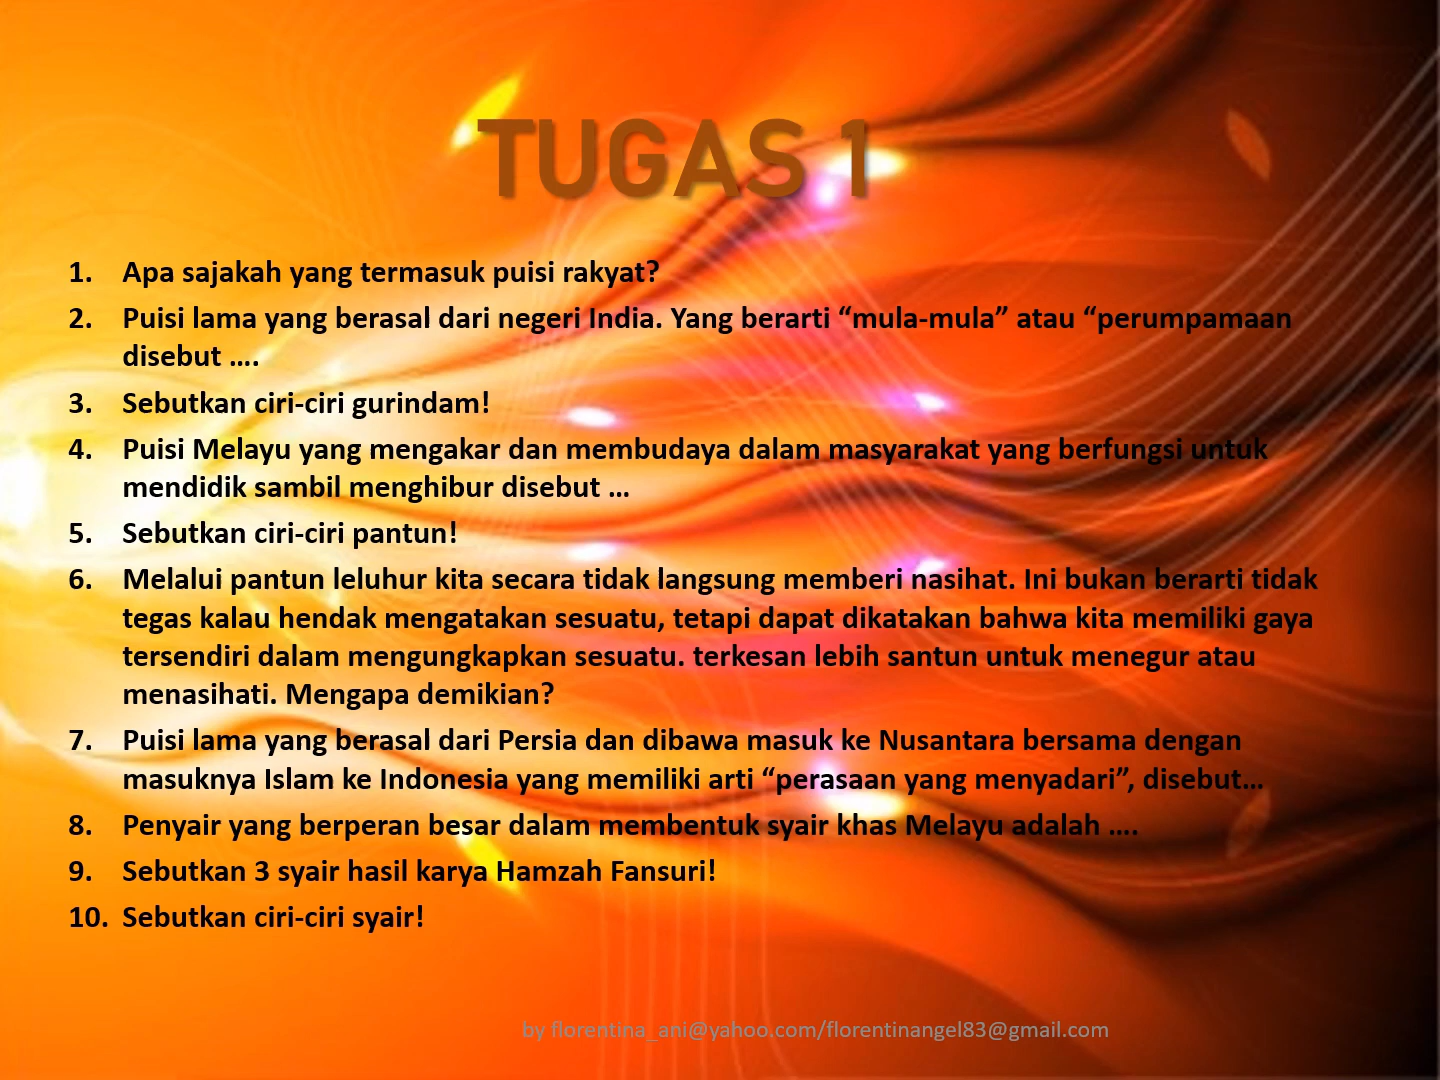 TUGAS 1
1. Apa sajakah yang termasuk puisi rakyat?
2. Puisi lama yang berasal dari negeri India. Yang berarti “mula-mula” atau “perumpamaan
disebut ….
3. Sebutkan ciri-ciri gurindam!
4. Puisi Melayu yang mengakar dan membudaya dalam masyarakat yang berfungsi untuk
mendidik sambil menghibur disebut …
5. Sebutkan ciri-ciri pantun!
6. Melalui pantun leluhur kita secara tidak langsung memberi nasihat. Ini bukan berarti tidak
tegas kalau hendak mengatakan sesuatu, tetapi dapat dikatakan bahwa kita memiliki gaya
tersendiri dalam mengungkapkan sesuatu. terkesan lebih santun untuk menegur atau
menasihati. Mengapa demikian?
7. Puisi lama yang berasal dari Persia dan dibawa masuk ke Nusantara bersama dengan
masuknya Islam ke Indonesia yang memiliki arti “perasaan yang menyadari”, disebut…
8. Penyair yang berperan besar dalam membentuk syair khas Melayu adalah ….
9. Sebutkan 3 syair hasil karya Hamzah Fansuri!
10. Sebutkan ciri-ciri syair!
by florentina_ani@yahoo.com/florentinangel83@gmail.com